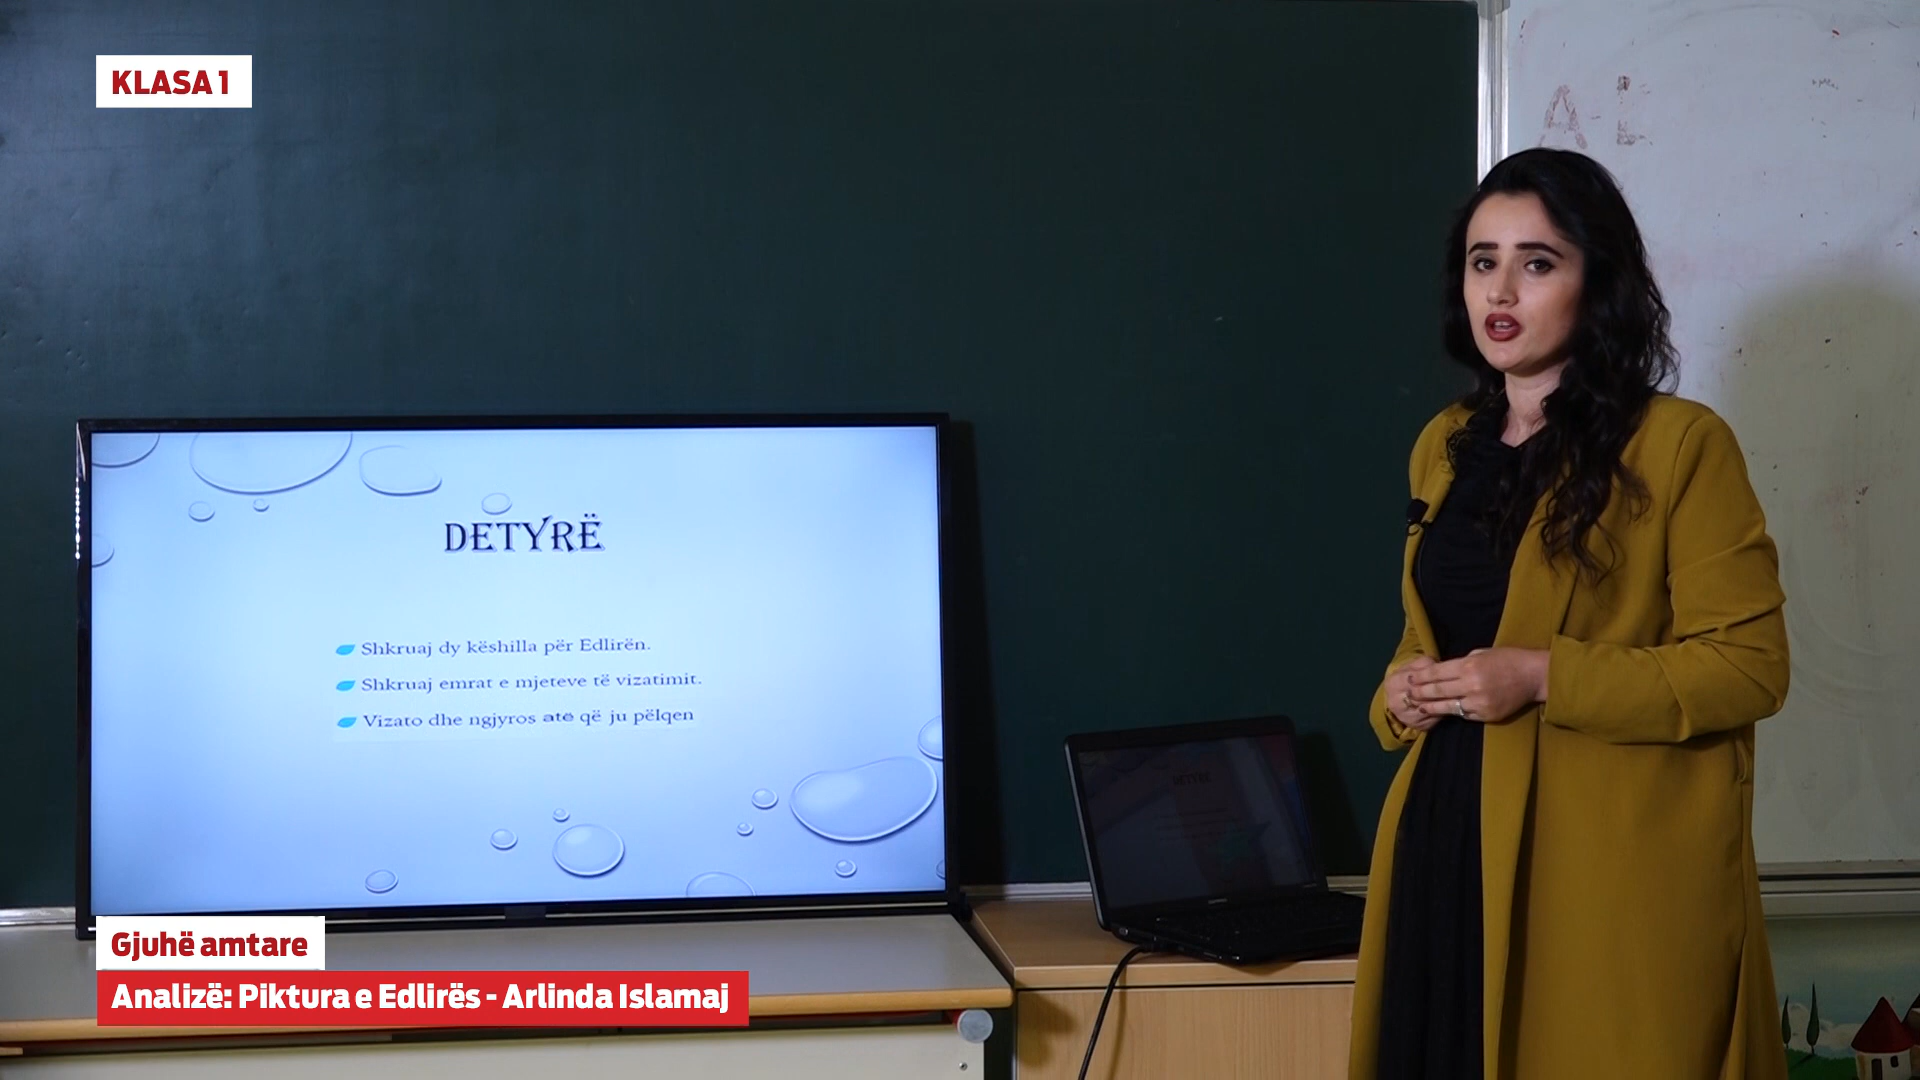 KLASA 1
A E
DETYRË
Shkruaj dy këshilla për Edlirën.
Shkruaj emrat e mjeteve të vizatimit.
Vizato dhe ngjyros atë që ju pëlqen
DETYRË
Gjuhë amtare
Analizë: Piktura e Edlirës - Arlinda Islamaj